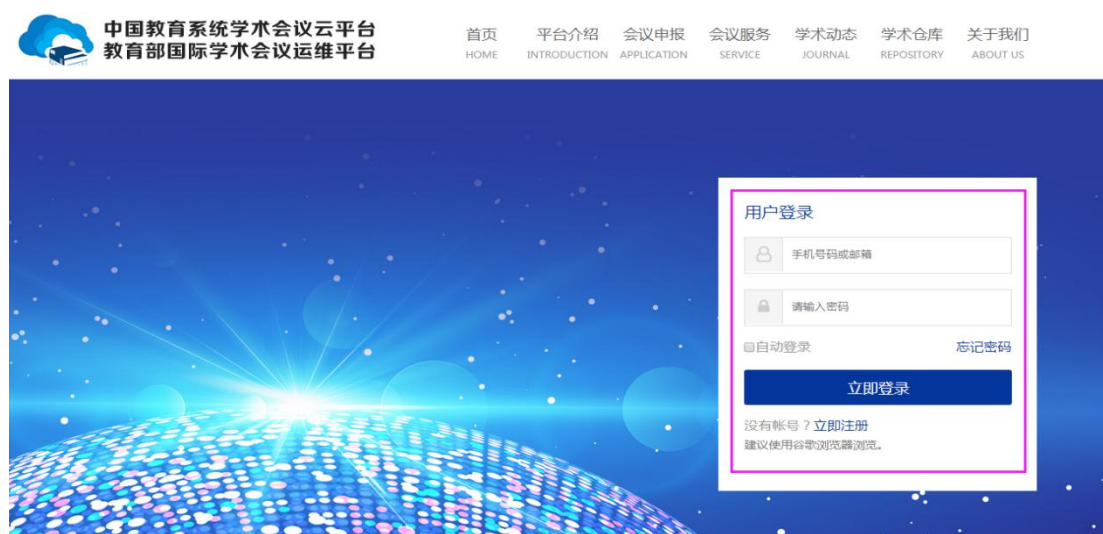 中国教育系统学术会议云平台
教育部国际学术会议运维平台
首页 平台介绍 会议申报 会议服务 学术动态 学术仓库 关于我们
HOME INTRODUCTION APPLICATION SERVICE JOURNAL REPOSITORY ABOUT US
用户登录
手机号码或邮箱
请输入密码
自动登录 忘记密码
立即登录
没有帐号？立即注册
建议使用谷歌浏览器浏览。